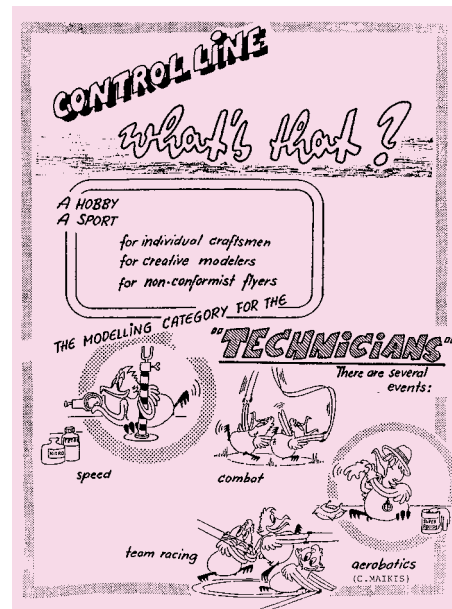 CONTROL LINE
what's that ?
A HOBBY
A SPORT
for individual craftsmen
for creative modelers
for non-conformist flyers
THE MODELLING CATEGORY FOR THE
"TECHNICIANS"
There are several
events:
speed
combat
team racing
aerobatics
(C.MAIKIS)